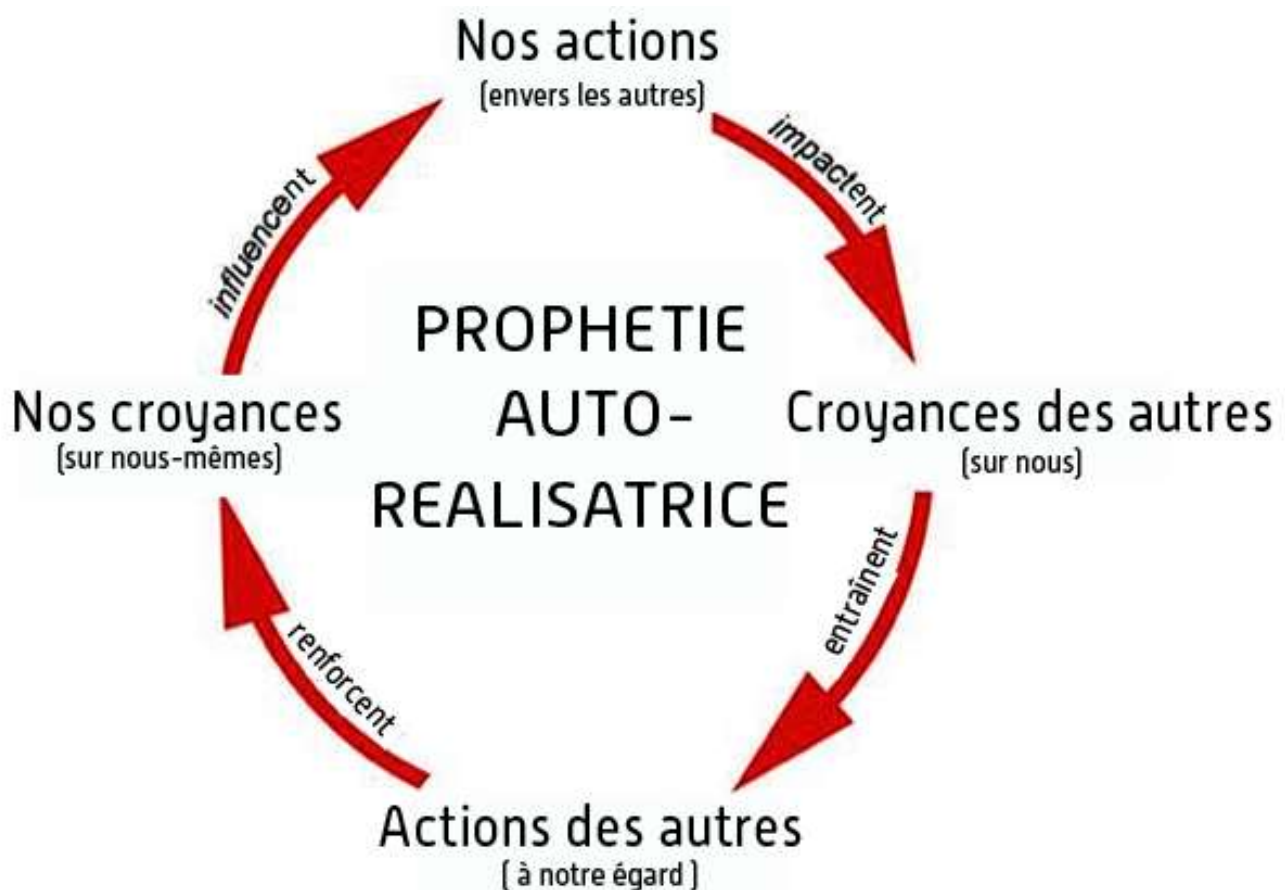 Nos actions
(envers les autres)
impactent
influencent
PROPHETIE
AUTO-
REALISATRICE
Nos croyances
(sur nous-mêmes)
Croyances des autres
(sur nous)
entraînent
renforcent
Actions des autres
( à notre égard )